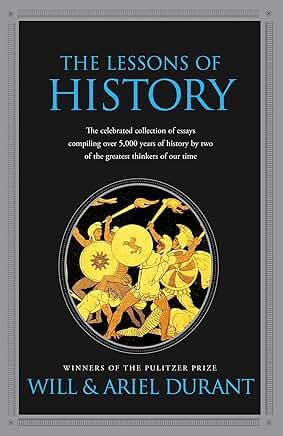 THE LESSONS OF
HISTORY
The celebrated collection of essays
compiling over 5,000 years of history by two
of the greatest thinkers of our time
WINNERS OF THE PULITZER PRIZE
WILL & ARIEL DURANT